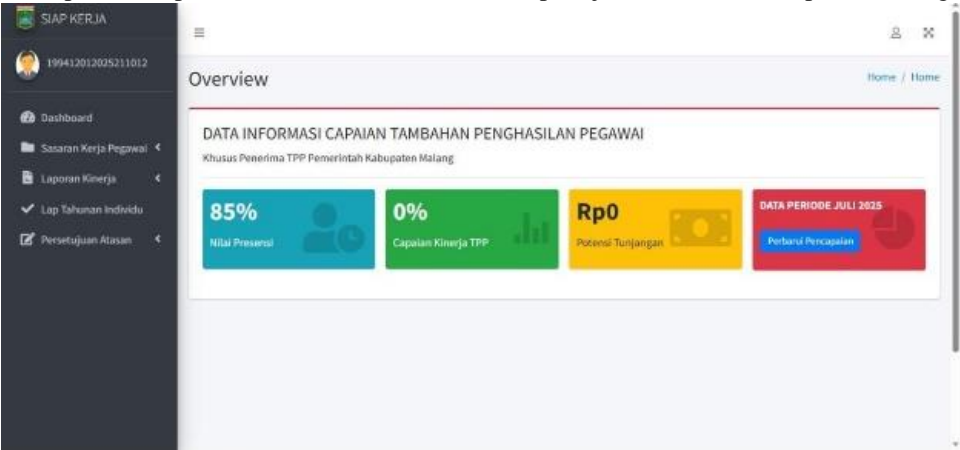 SIAP KERJA
199412012025211012
Dashboard
Sasaran Kerja Pegawai
Laporan Kinerja
Lap Tahunan Individu
Persetujuan Atasan
Overview
Home / Home
DATA INFORMASI CAPAIAN TAMBAHAN PENGHASILAN PEGAWAI
Khusus Penerima TPP Pemerintah Kabupaten Malang
85%
Nilai Presensi
0%
Capaian Kinerja TPP
Rp0
Potensi Tunjangan
DATA PERIODE JULI 2025
Perbarui Pencapaian